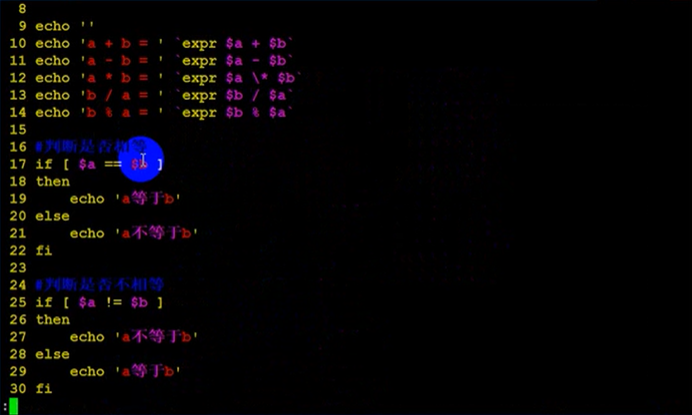 8
9 echo ''
10 echo 'a + b = ' `expr $a + $b`
11 echo 'a - b = ' `expr $a - $b`
12 echo 'a * b = ' `expr $a \* $b`
13 echo 'b / a = ' `expr $b / $a`
14 echo 'b % a = ' `expr $b % $a`
15
16 #判断是否相等
17 if [ $a == $b ]
18 then
19     echo 'a等于b'
20 else
21     echo 'a不等于b'
22 fi
23
24 #判断是否不相等
25 if [ $a != $b ]
26 then
27     echo 'a不等于b'
28 else
29     echo 'a等于b'
30 fi
: